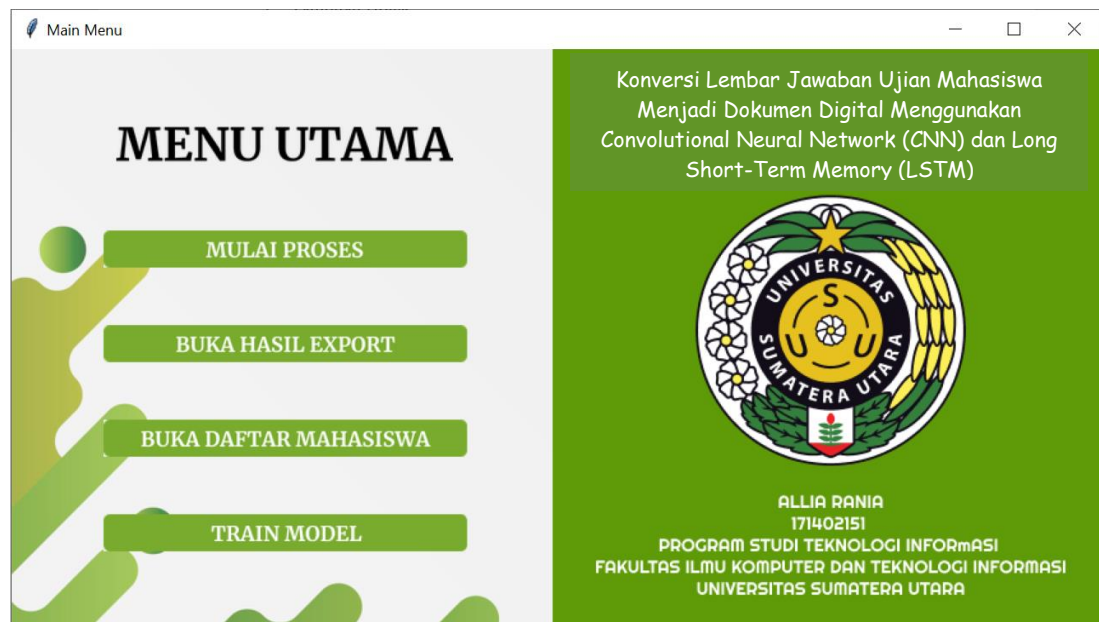 Main Menu
MENU UTAMA
MULAI PROSES
BUKA HASIL EXPORT
BUKA DAFTAR MAHASISWA
TRAIN MODEL
Konversi Lembar Jawaban Ujian Mahasiswa
Menjadi Dokumen Digital Menggunakan
Convolutional Neural Network (CNN) dan Long
Short-Term Memory (LSTM)
UNIVERSITAS
S
U U
SUMATERA UTARA
ALLIA RANIA
171402151
PROGRAM STUDI TEKNOLOGI INFORmASI
FAKULTAS ILMU KOMPUTER DAN TEKNOLOGI INFORMASI
UNIVERSITAS SUMATERA UTARA